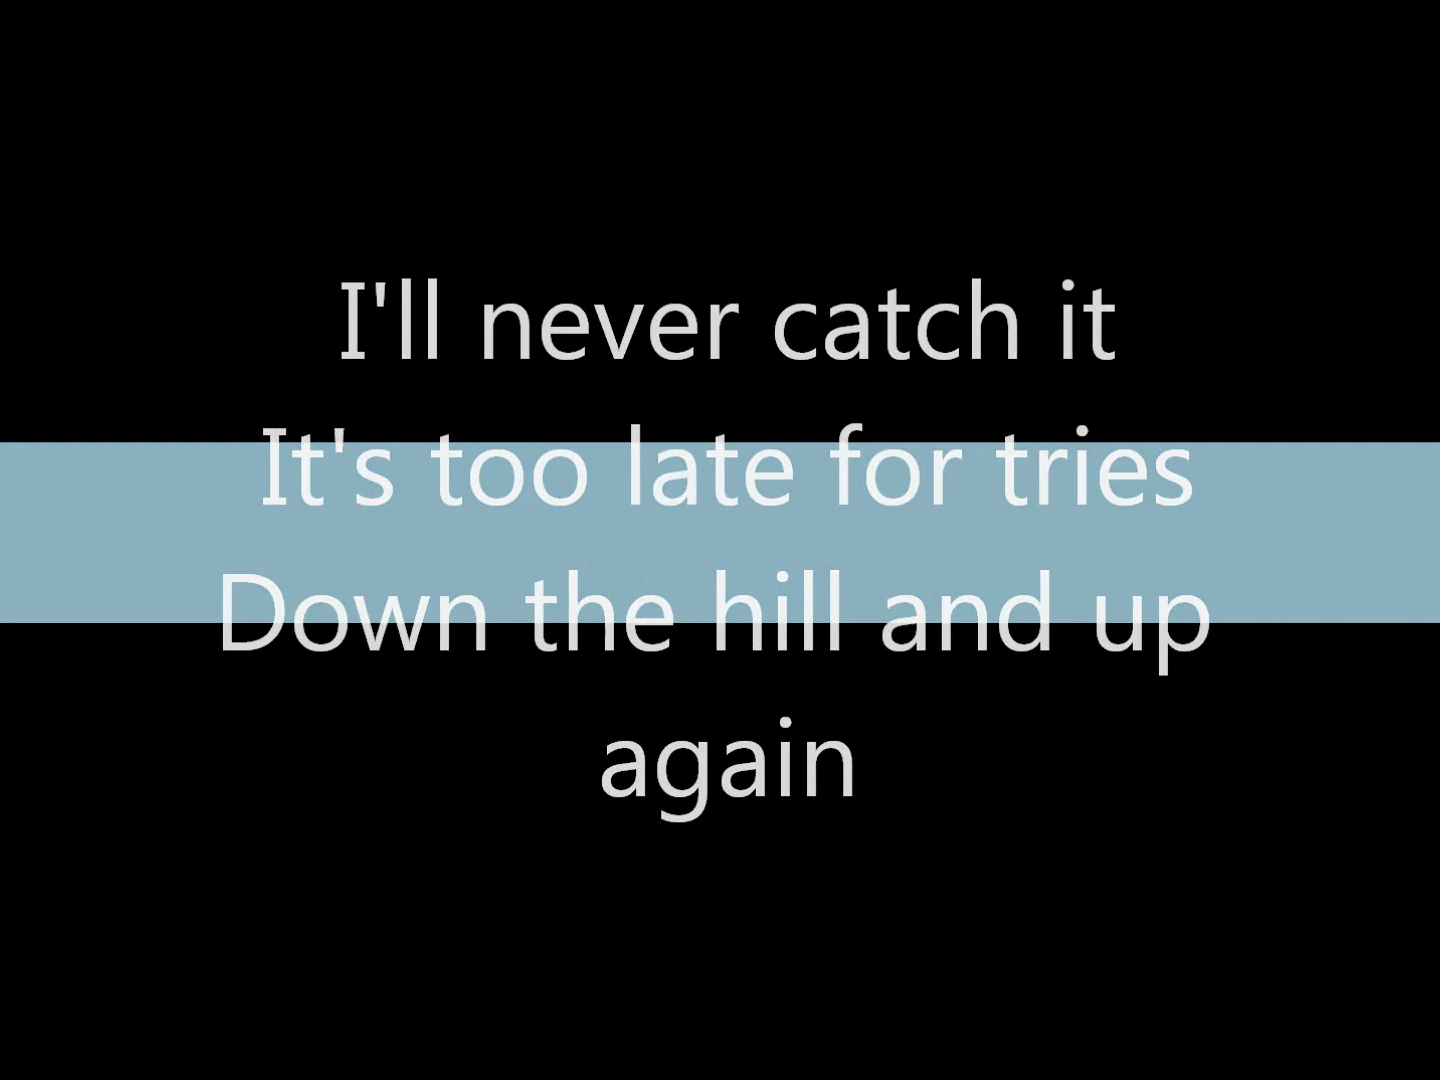 I'll never catch it
It's too late for tries
Down the hill and up
again